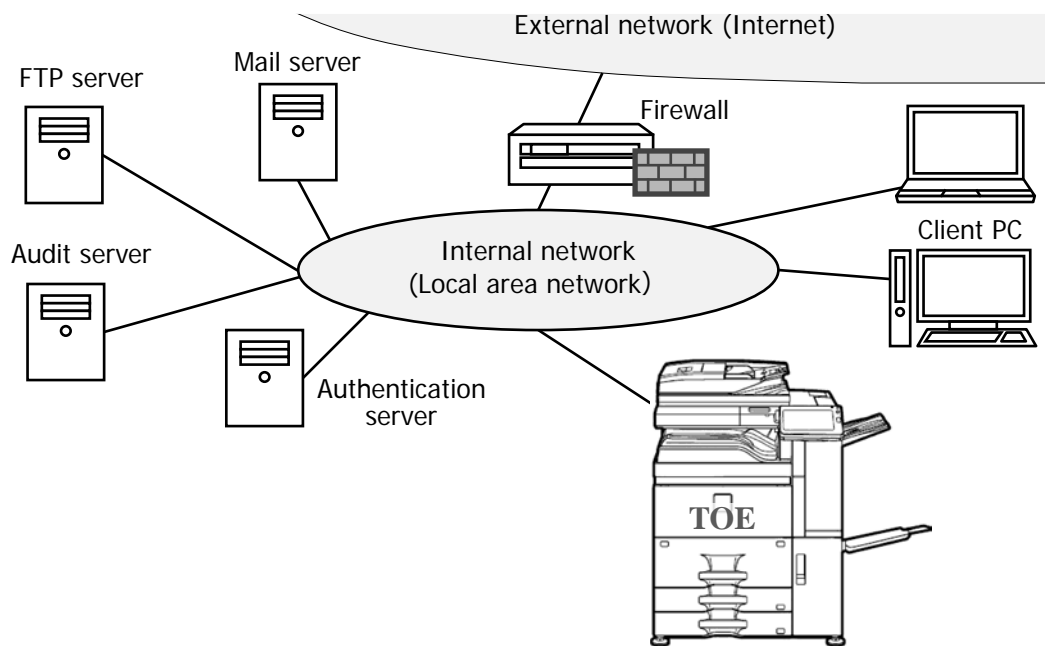 External network (Internet)
Mail server
FTP server
Firewall
Client PC
Internal network
(Local area network)
Audit server
Authentication
server
TOE